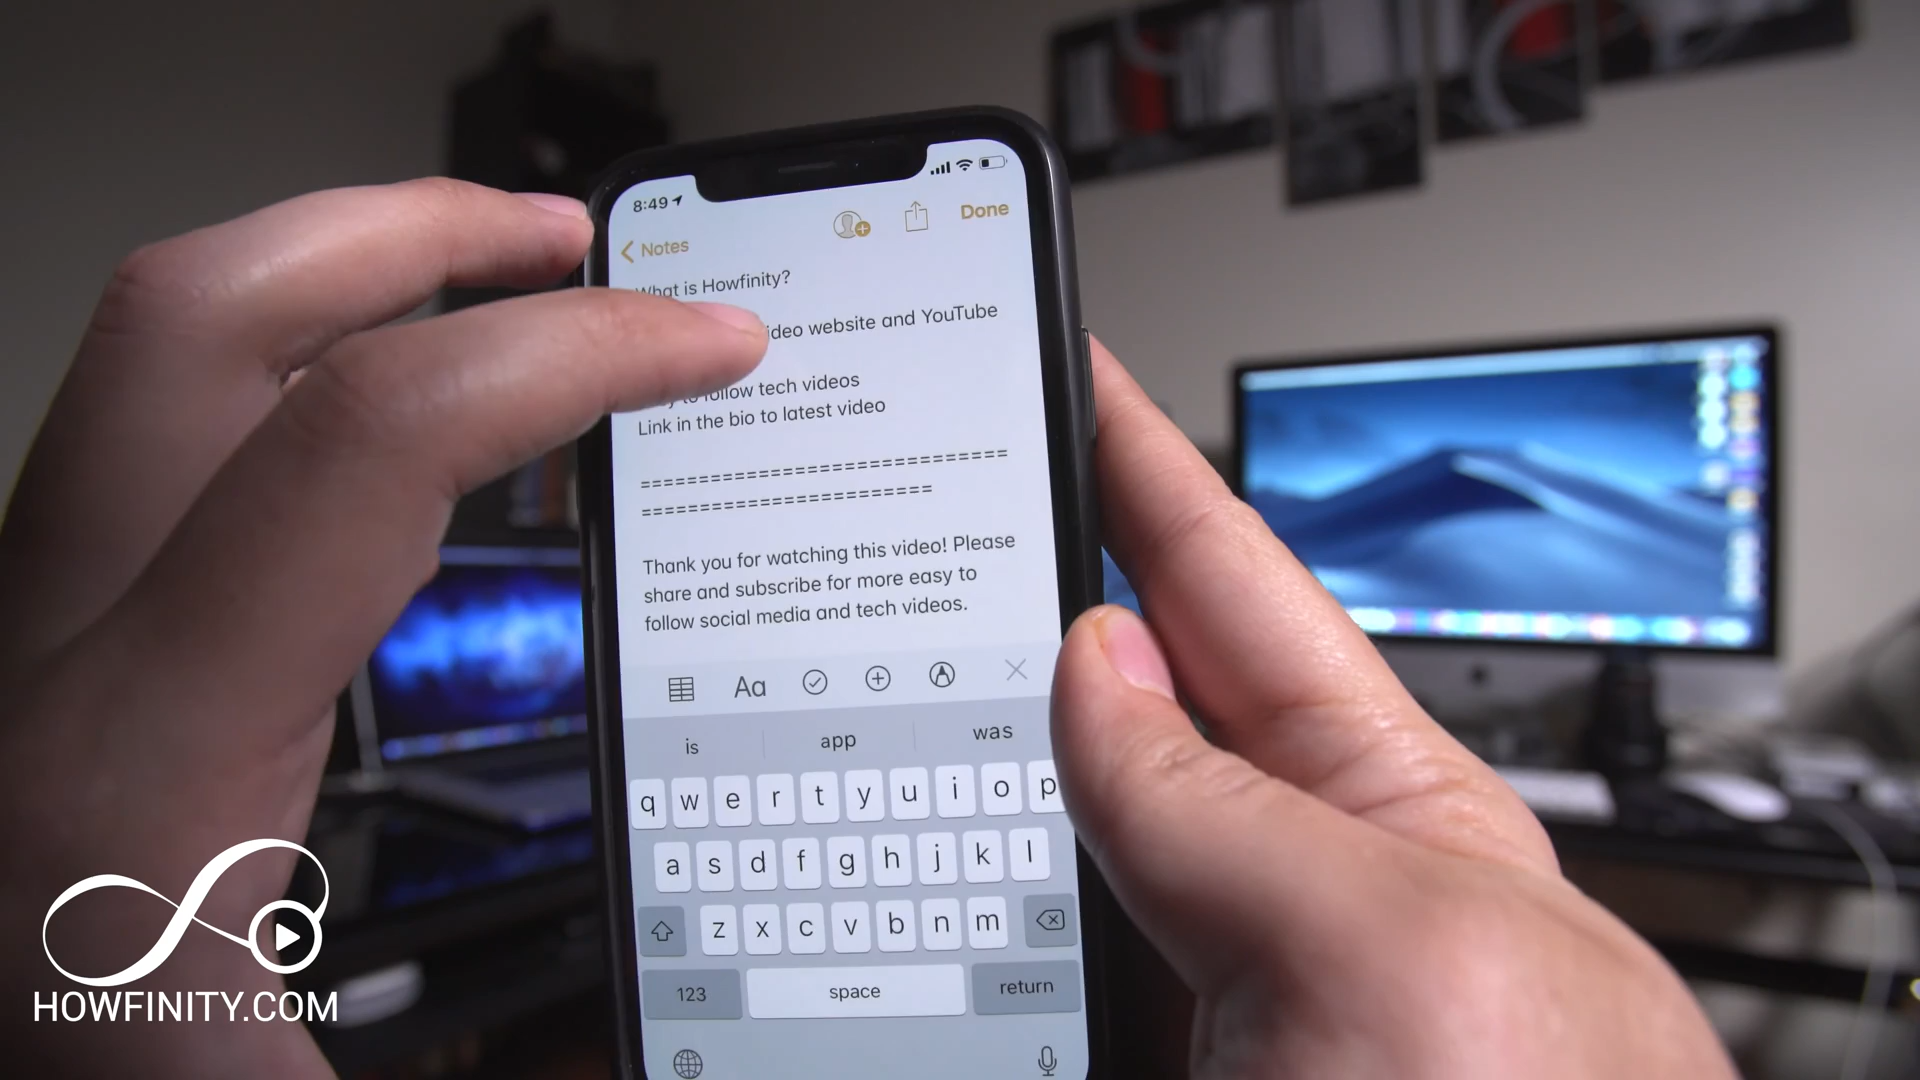 8:49
Notes
Done
What is Howfinity?
video website and YouTube
to follow tech videos
Link in the bio to latest video
==============================
========================
Thank you for watching this video! Please
share and subscribe for more easy to
follow social media and tech videos.
Aa
is app was
q w e r t y u i o p
a s d f g h j k l
z x c v b n m
123 space return
HOWFINITY.COM